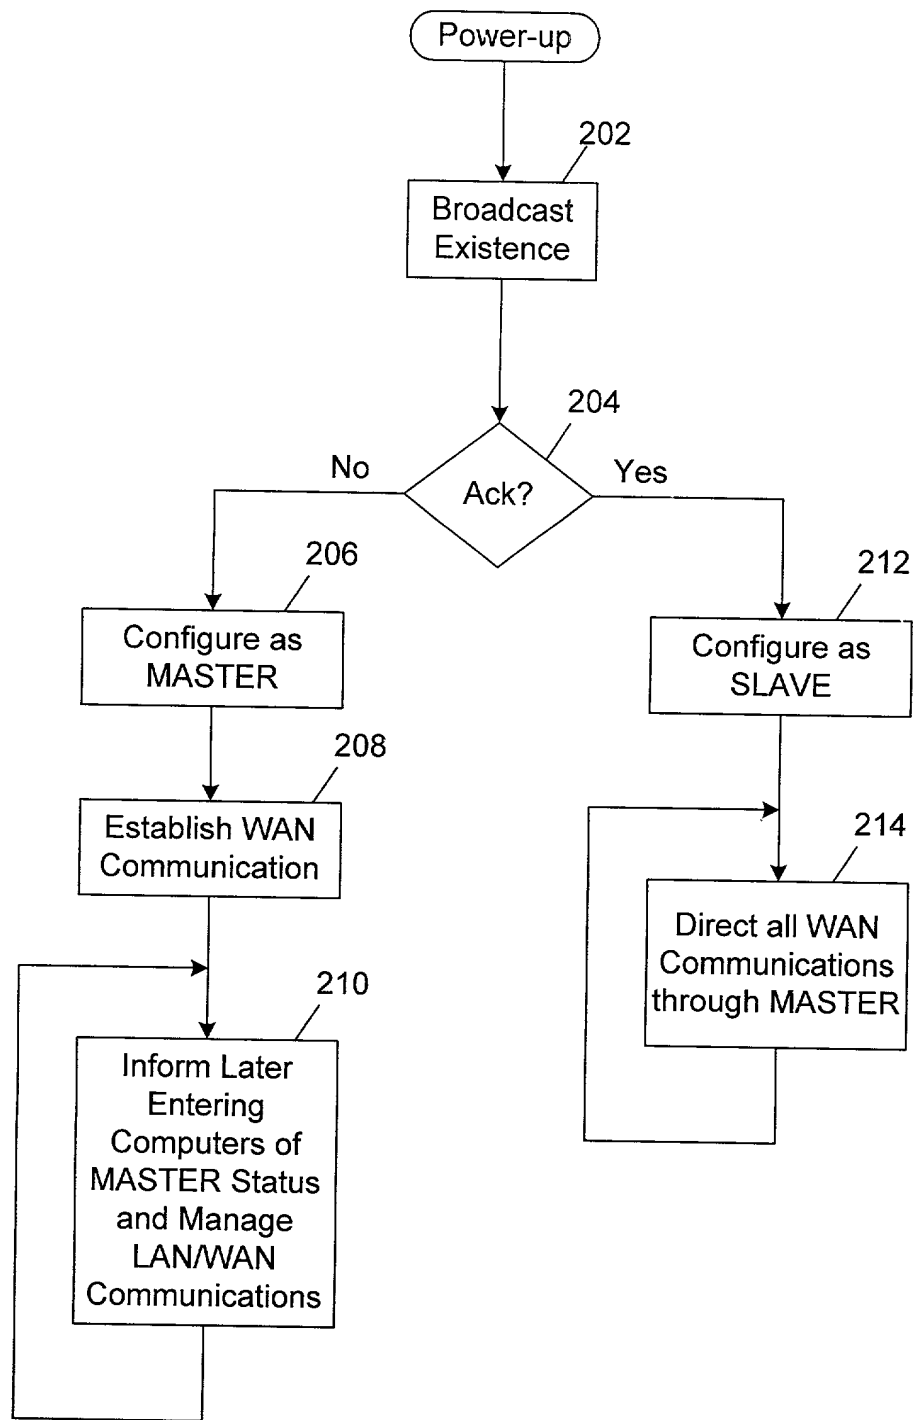 Power-up
202
Broadcast
Existence
204
No
Ack?
Yes
206
Configure as
MASTER
212
Configure as
SLAVE
208
Establish WAN
Communication
214
Direct all WAN
Communications
through MASTER
210
Inform Later
Entering
Computers of
MASTER Status
and Manage
LAN/WAN
Communications